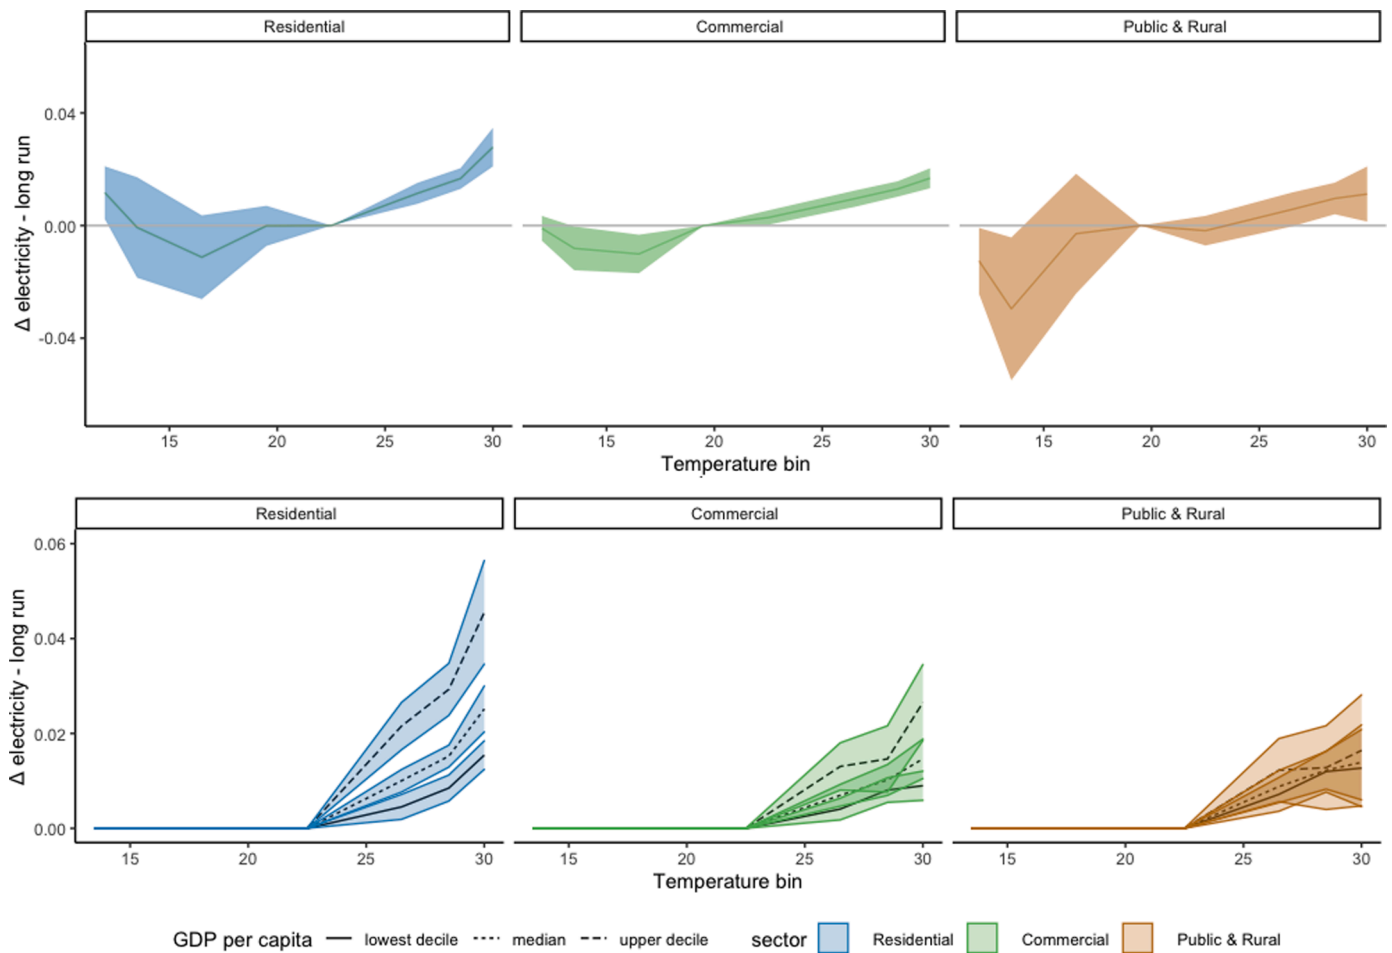 Residential Commercial Public & Rural
0.04
0.00
-0.04
Δ electricity - long run
15 20 25 30 15 20 25 30 15 20 25 30
Temperature bin
Residential Commercial Public & Rural
0.06
0.04
0.02
0.00
Δ electricity - long run
15 20 25 30 15 20 25 30 15 20 25 30
Temperature bin
GDP per capita lowest decile median upper decile sector Residential Commercial Public & Rural